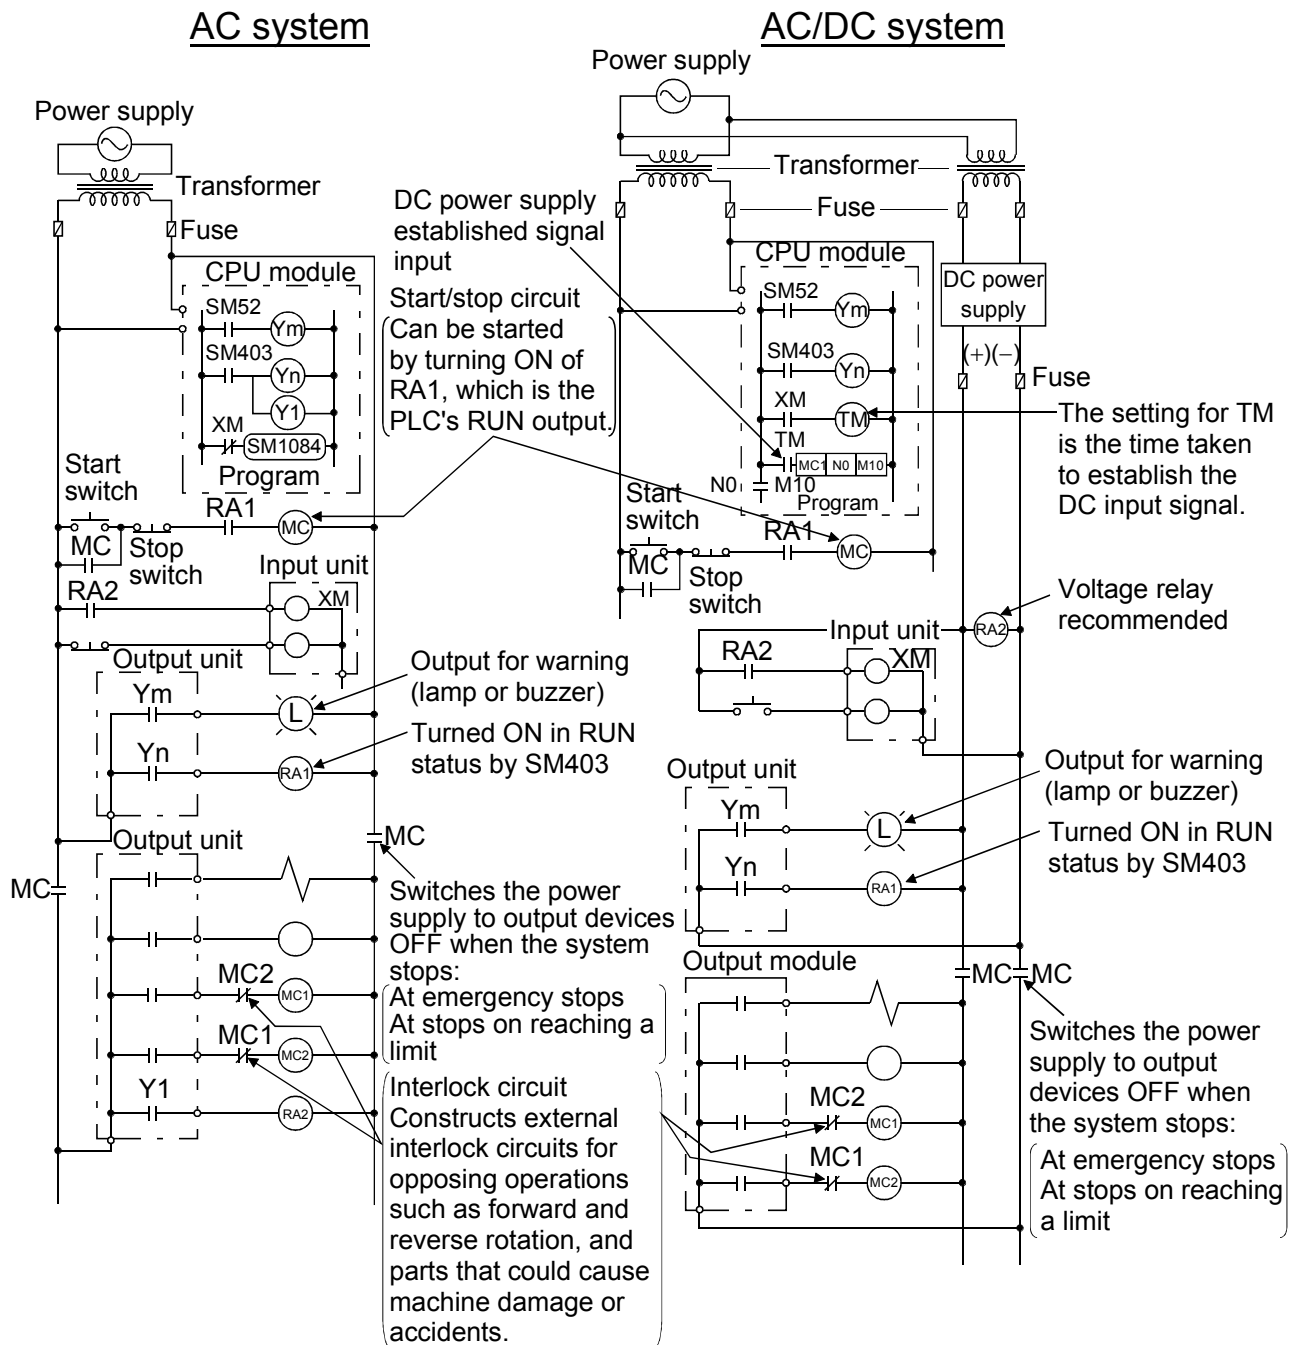 AC system
Power supply
Transformer
Fuse
CPU module
SM52
Ym
SM403
Yn
Y1
XM
SM1084
Program
Start
switch
RA1
MC
MC
Stop
switch
Input unit
RA2
XM
Output unit
Ym
L
Yn
RA1
Output unit
MC
MC
MC2
MC1
MC1
MC2
Y1
RA2
DC power supply
established signal
input
Start/stop circuit
Can be started
by turning ON of
RA1, which is the
PLC's RUN output.
Output for warning
(lamp or buzzer)
Turned ON in RUN
status by SM403
Switches the power
supply to output devices
OFF when the system
stops:
At emergency stops
At stops on reaching a
limit
Interlock circuit
Constructs external
interlock circuits for
opposing operations
such as forward and
reverse rotation, and
parts that could cause
machine damage or
accidents.
AC/DC system
Power supply
Transformer
Fuse
CPU module
DC power
supply
(+)(−)
Fuse
SM52
Ym
SM403
Yn
XM
TM
TM
MC1 N0 M10
N0 M10
Program
The setting for TM
is the time taken
to establish the
DC input signal.
Start
switch
RA1
MC
MC
Stop
switch
Voltage relay
recommended
RA2
Input unit
RA2
XM
Output unit
Ym
L
Yn
RA1
Output for warning
(lamp or buzzer)
Turned ON in RUN
status by SM403
Output module
MC MC
MC2
MC1
MC1
MC2
Switches the power
supply to output
devices OFF when
the system stops:
At emergency stops
At stops on reaching
a limit